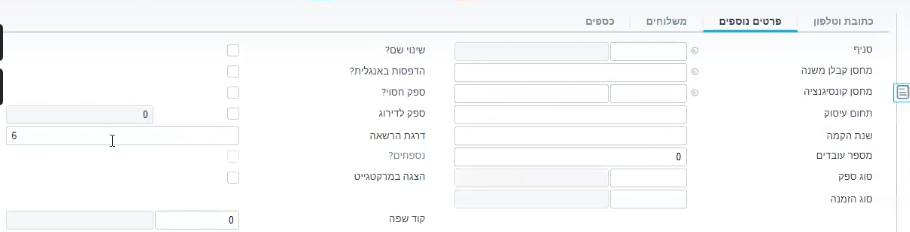 כתובת וטלפון פרטים נוספים משלוחים כספים
סניף שינוי שם?
מחסן קבלן משנה הדפסות באנגלית?
מחסן קונסיגנציה ספק חסוי?
תחום עיסוק ספק לדירוג 0
שנת הקמה דרגת הרשאה 6
מספר עובדים 0 נספחים?
סוג ספק הצגה במרקטגייט
סוג הזמנה
קוד שפה 0